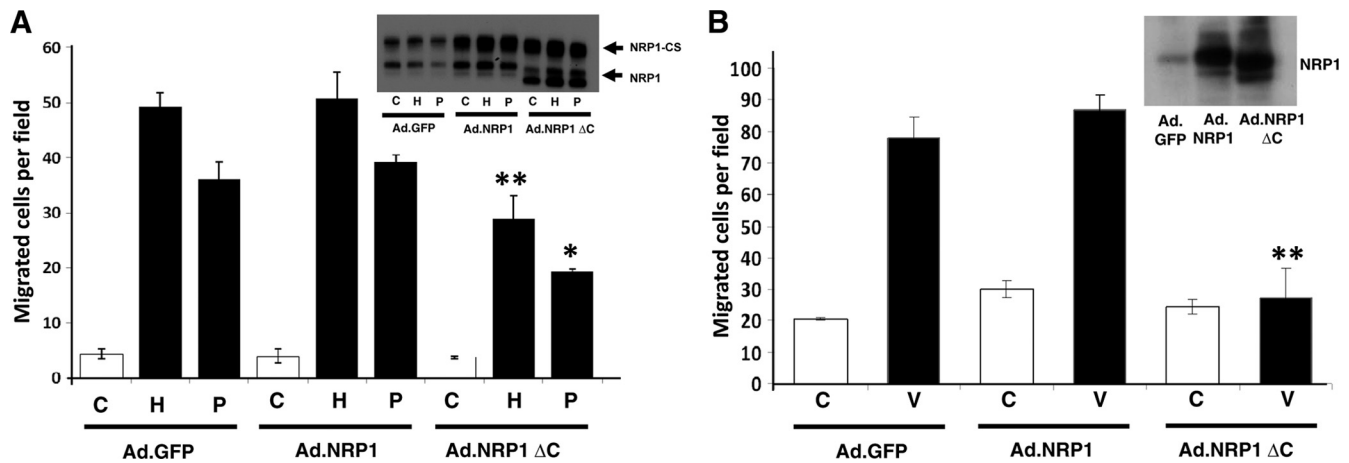 A
Migrated cells per field
60
50
40
30
20
10
0
NRP1-CS
NRP1
C H P C H P C H P
Ad.GFP Ad.NRP1 Ad.NRP1 ΔC
**
*
C H P C H P C H P
Ad.GFP Ad.NRP1 Ad.NRP1 ΔC
B
Migrated cells per field
100
90
80
70
60
50
40
30
20
10
0
NRP1
Ad. Ad. Ad.NRP1
GFP NRP1 ΔC
**
C V C V C V
Ad.GFP Ad.NRP1 Ad.NRP1 ΔC